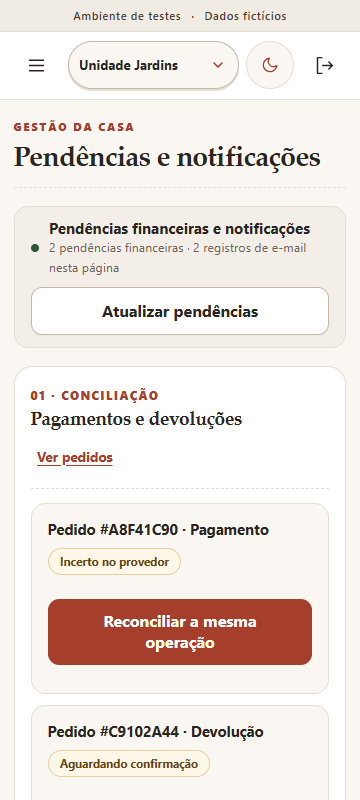 Ambiente de testes · Dados fictícios
Unidade Jardins
GESTÃO DA CASA
Pendências e notificações
Pendências financeiras e notificações
2 pendências financeiras · 2 registros de e-mail
nesta página
Atualizar pendências
01 · CONCILIAÇÃO
Pagamentos e devoluções
Ver pedidos
Pedido #A8F41C90 · Pagamento
Incerto no provedor
Reconciliar a mesma
operação
Pedido #C9102A44 · Devolução
Aguardando confirmação